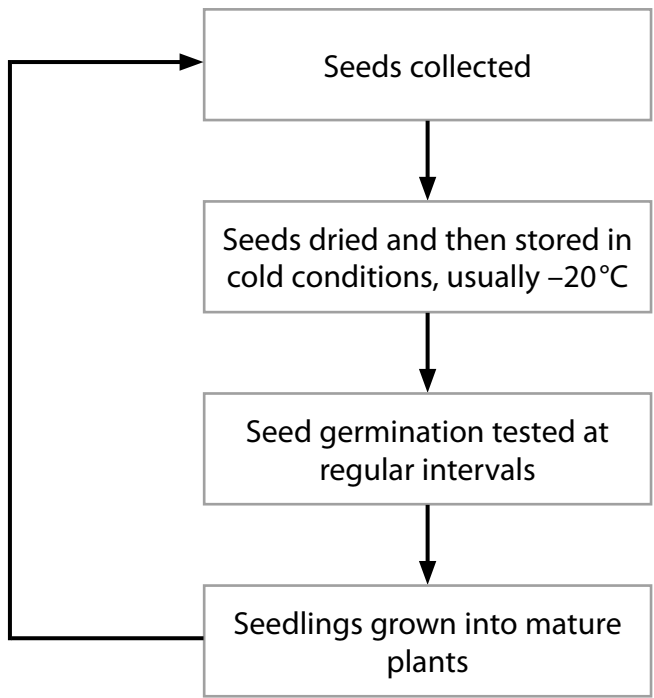 Seeds collected
Seeds dried and then stored in
cold conditions, usually –20 °C
Seed germination tested at
regular intervals
Seedlings grown into mature
plants